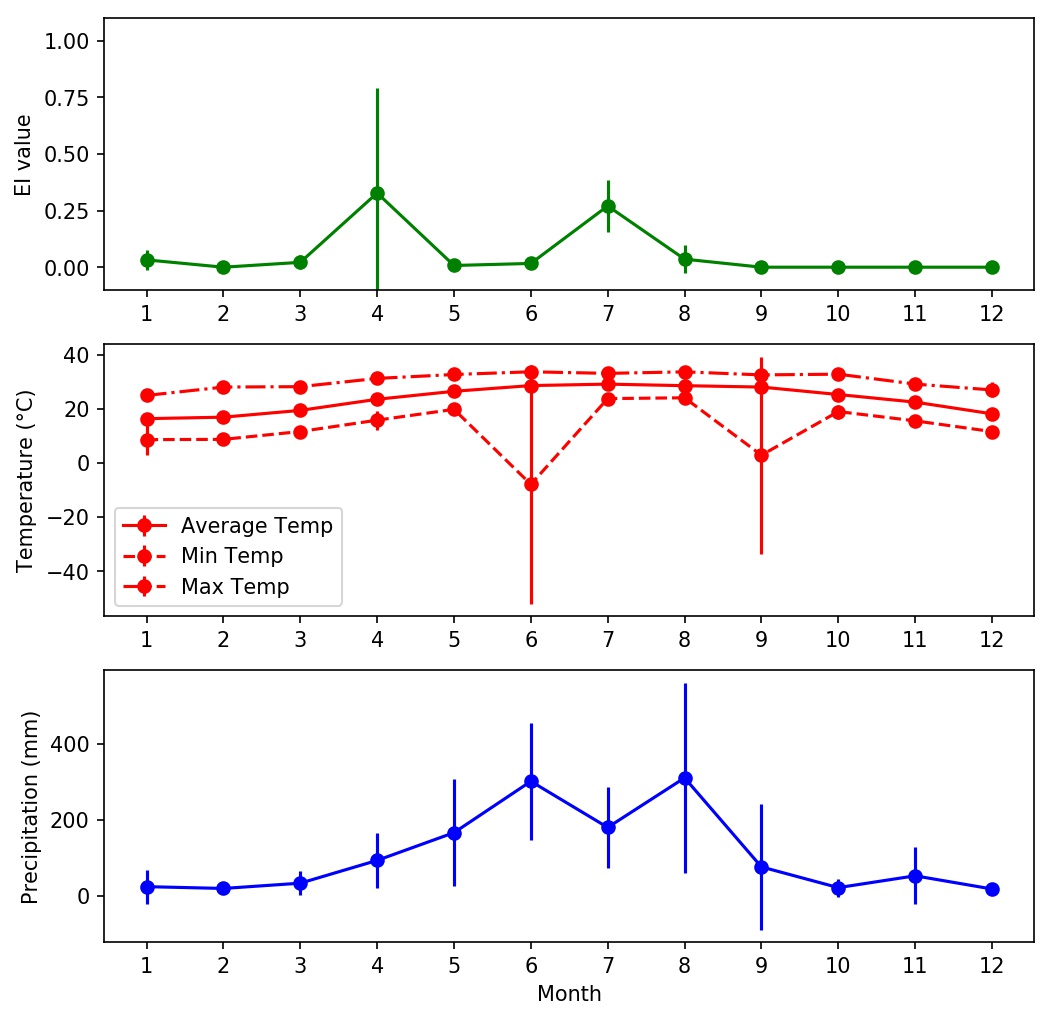 EI value
1.00
0.75
0.50
0.25
0.00
1 2 3 4 5 6 7 8 9 10 11 12
Temperature (°C)
40
20
0
−20
−40
Average Temp
Min Temp
Max Temp
1 2 3 4 5 6 7 8 9 10 11 12
Precipitation (mm)
400
200
0
1 2 3 4 5 6 7 8 9 10 11 12
Month